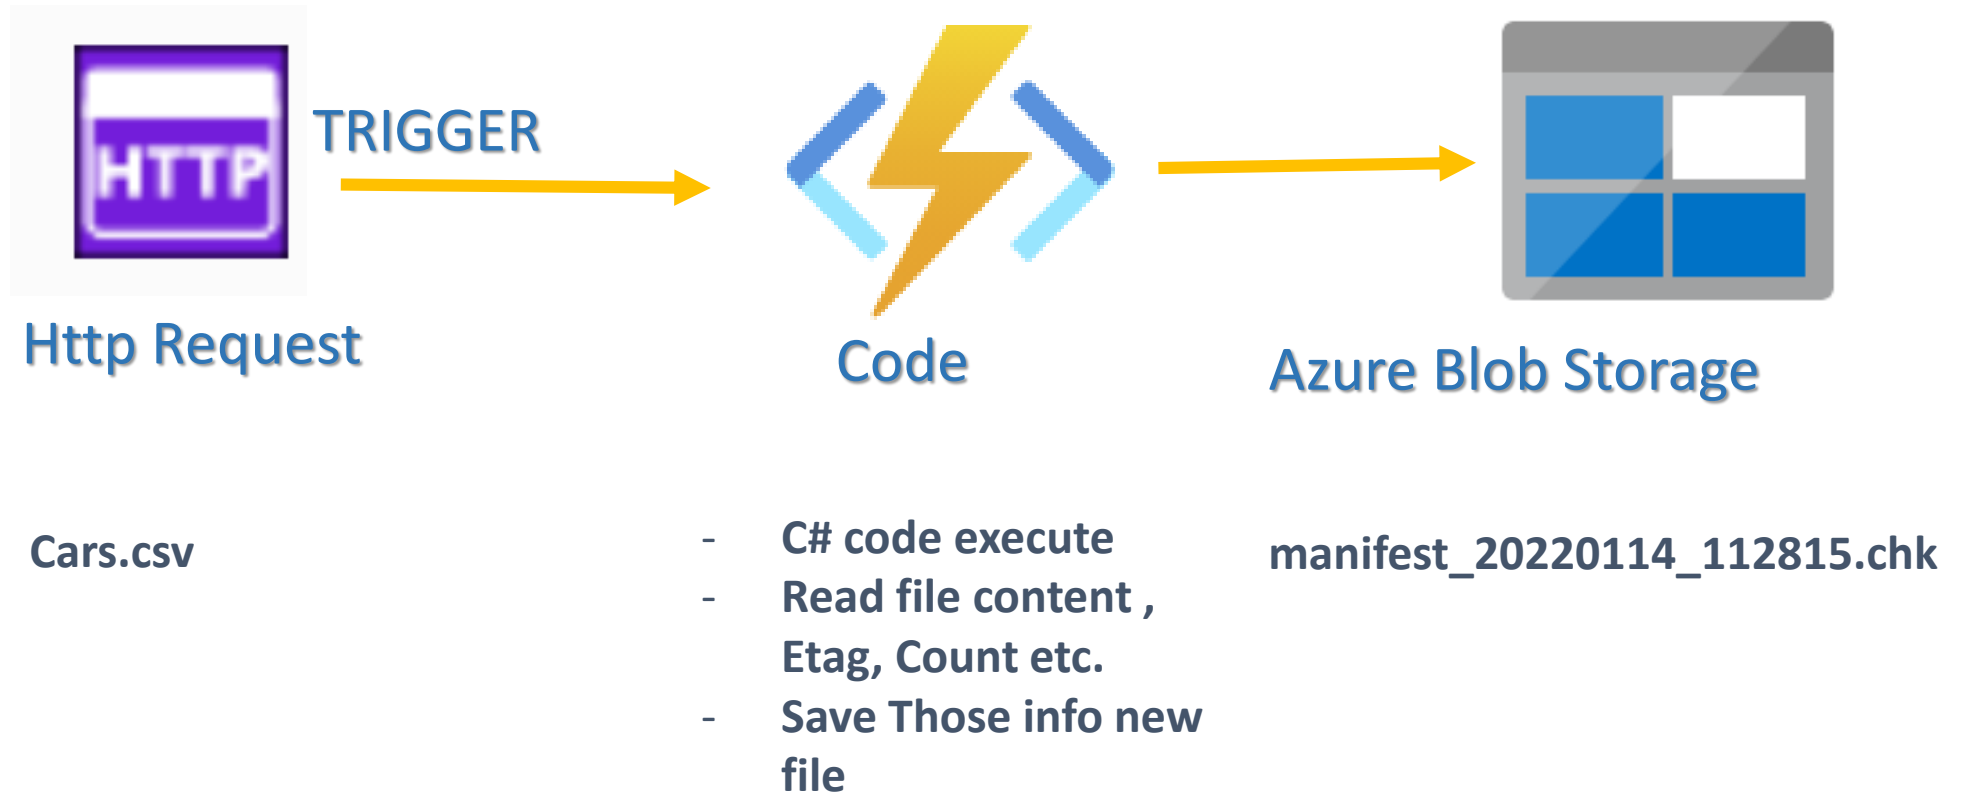 HTTP
TRIGGER
Http Request
Code
Azure Blob Storage
Cars.csv
- C# code execute
- Read file content ,
Etag, Count etc.
- Save Those info new
file
manifest_20220114_112815.chk